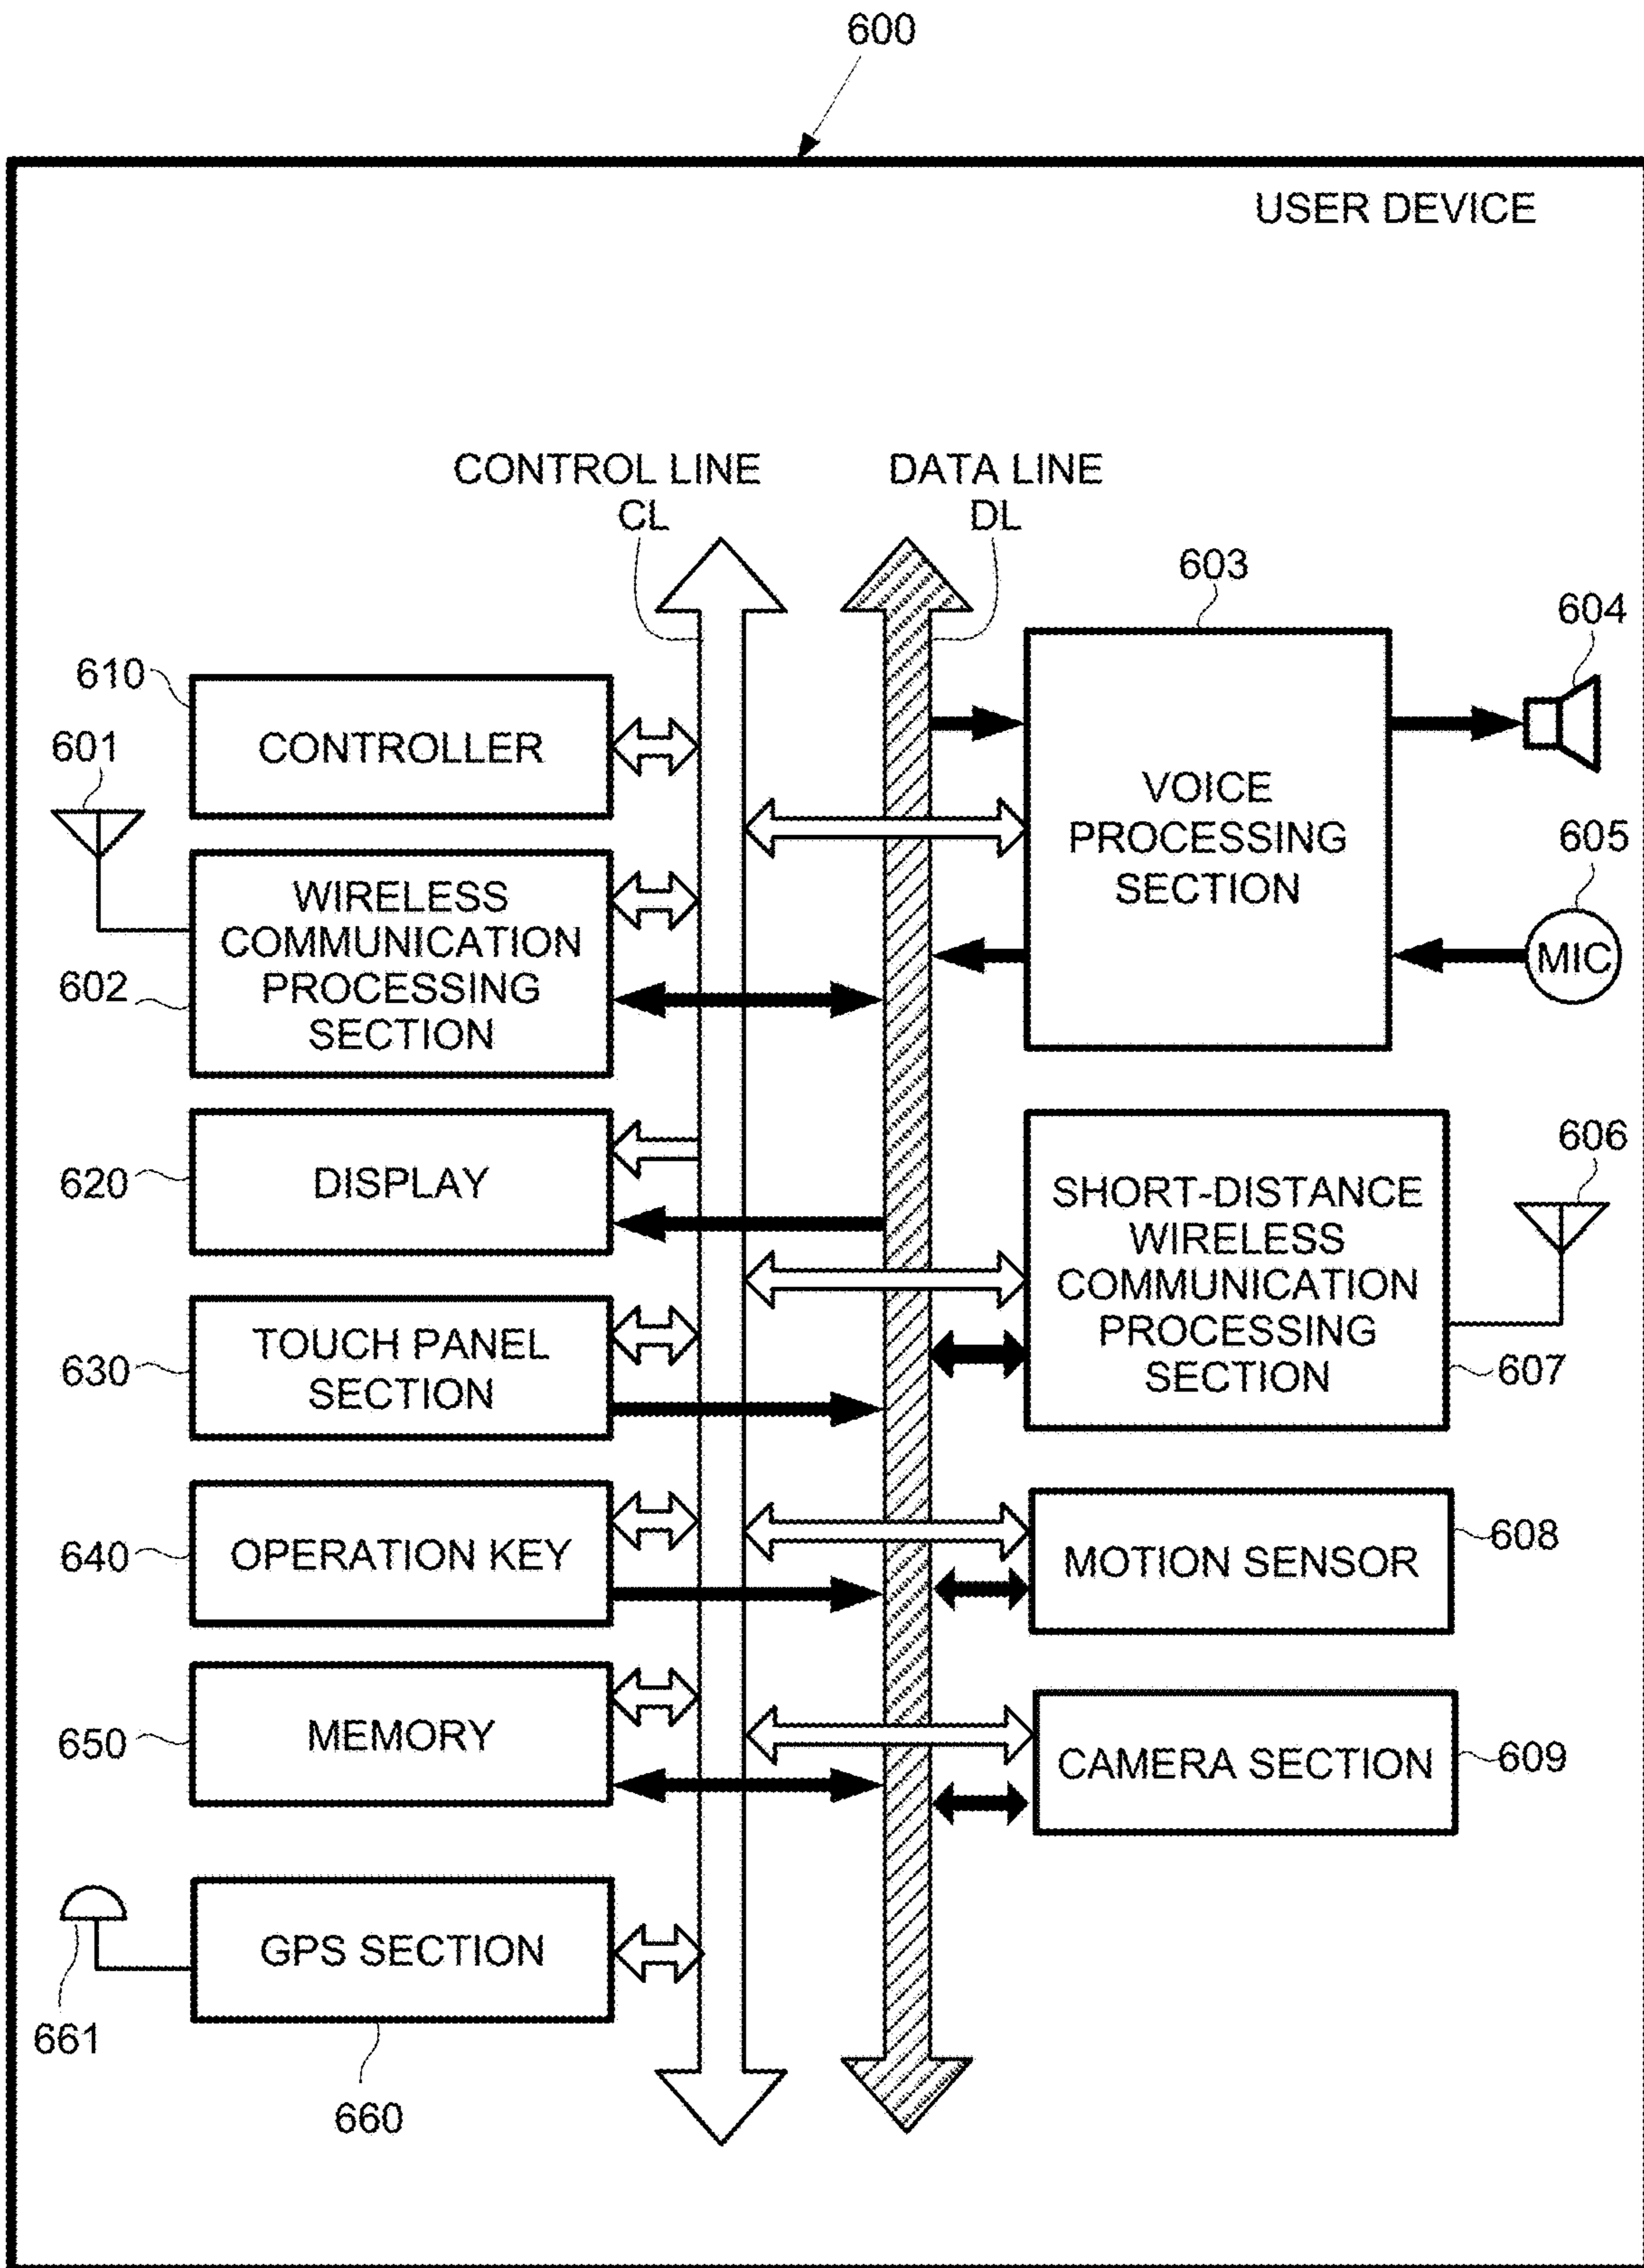 600
USER DEVICE
CONTROL LINE
CL
DATA LINE
DL
603
604
610
CONTROLLER
601
VOICE
PROCESSING
SECTION
605
MIC
WIRELESS
COMMUNICATION
PROCESSING
SECTION
602
606
620
DISPLAY
SHORT-DISTANCE
WIRELESS
COMMUNICATION
PROCESSING
SECTION
607
630
TOUCH PANEL
SECTION
640
OPERATION KEY
MOTION SENSOR
608
650
MEMORY
CAMERA SECTION
609
GPS SECTION
661
660